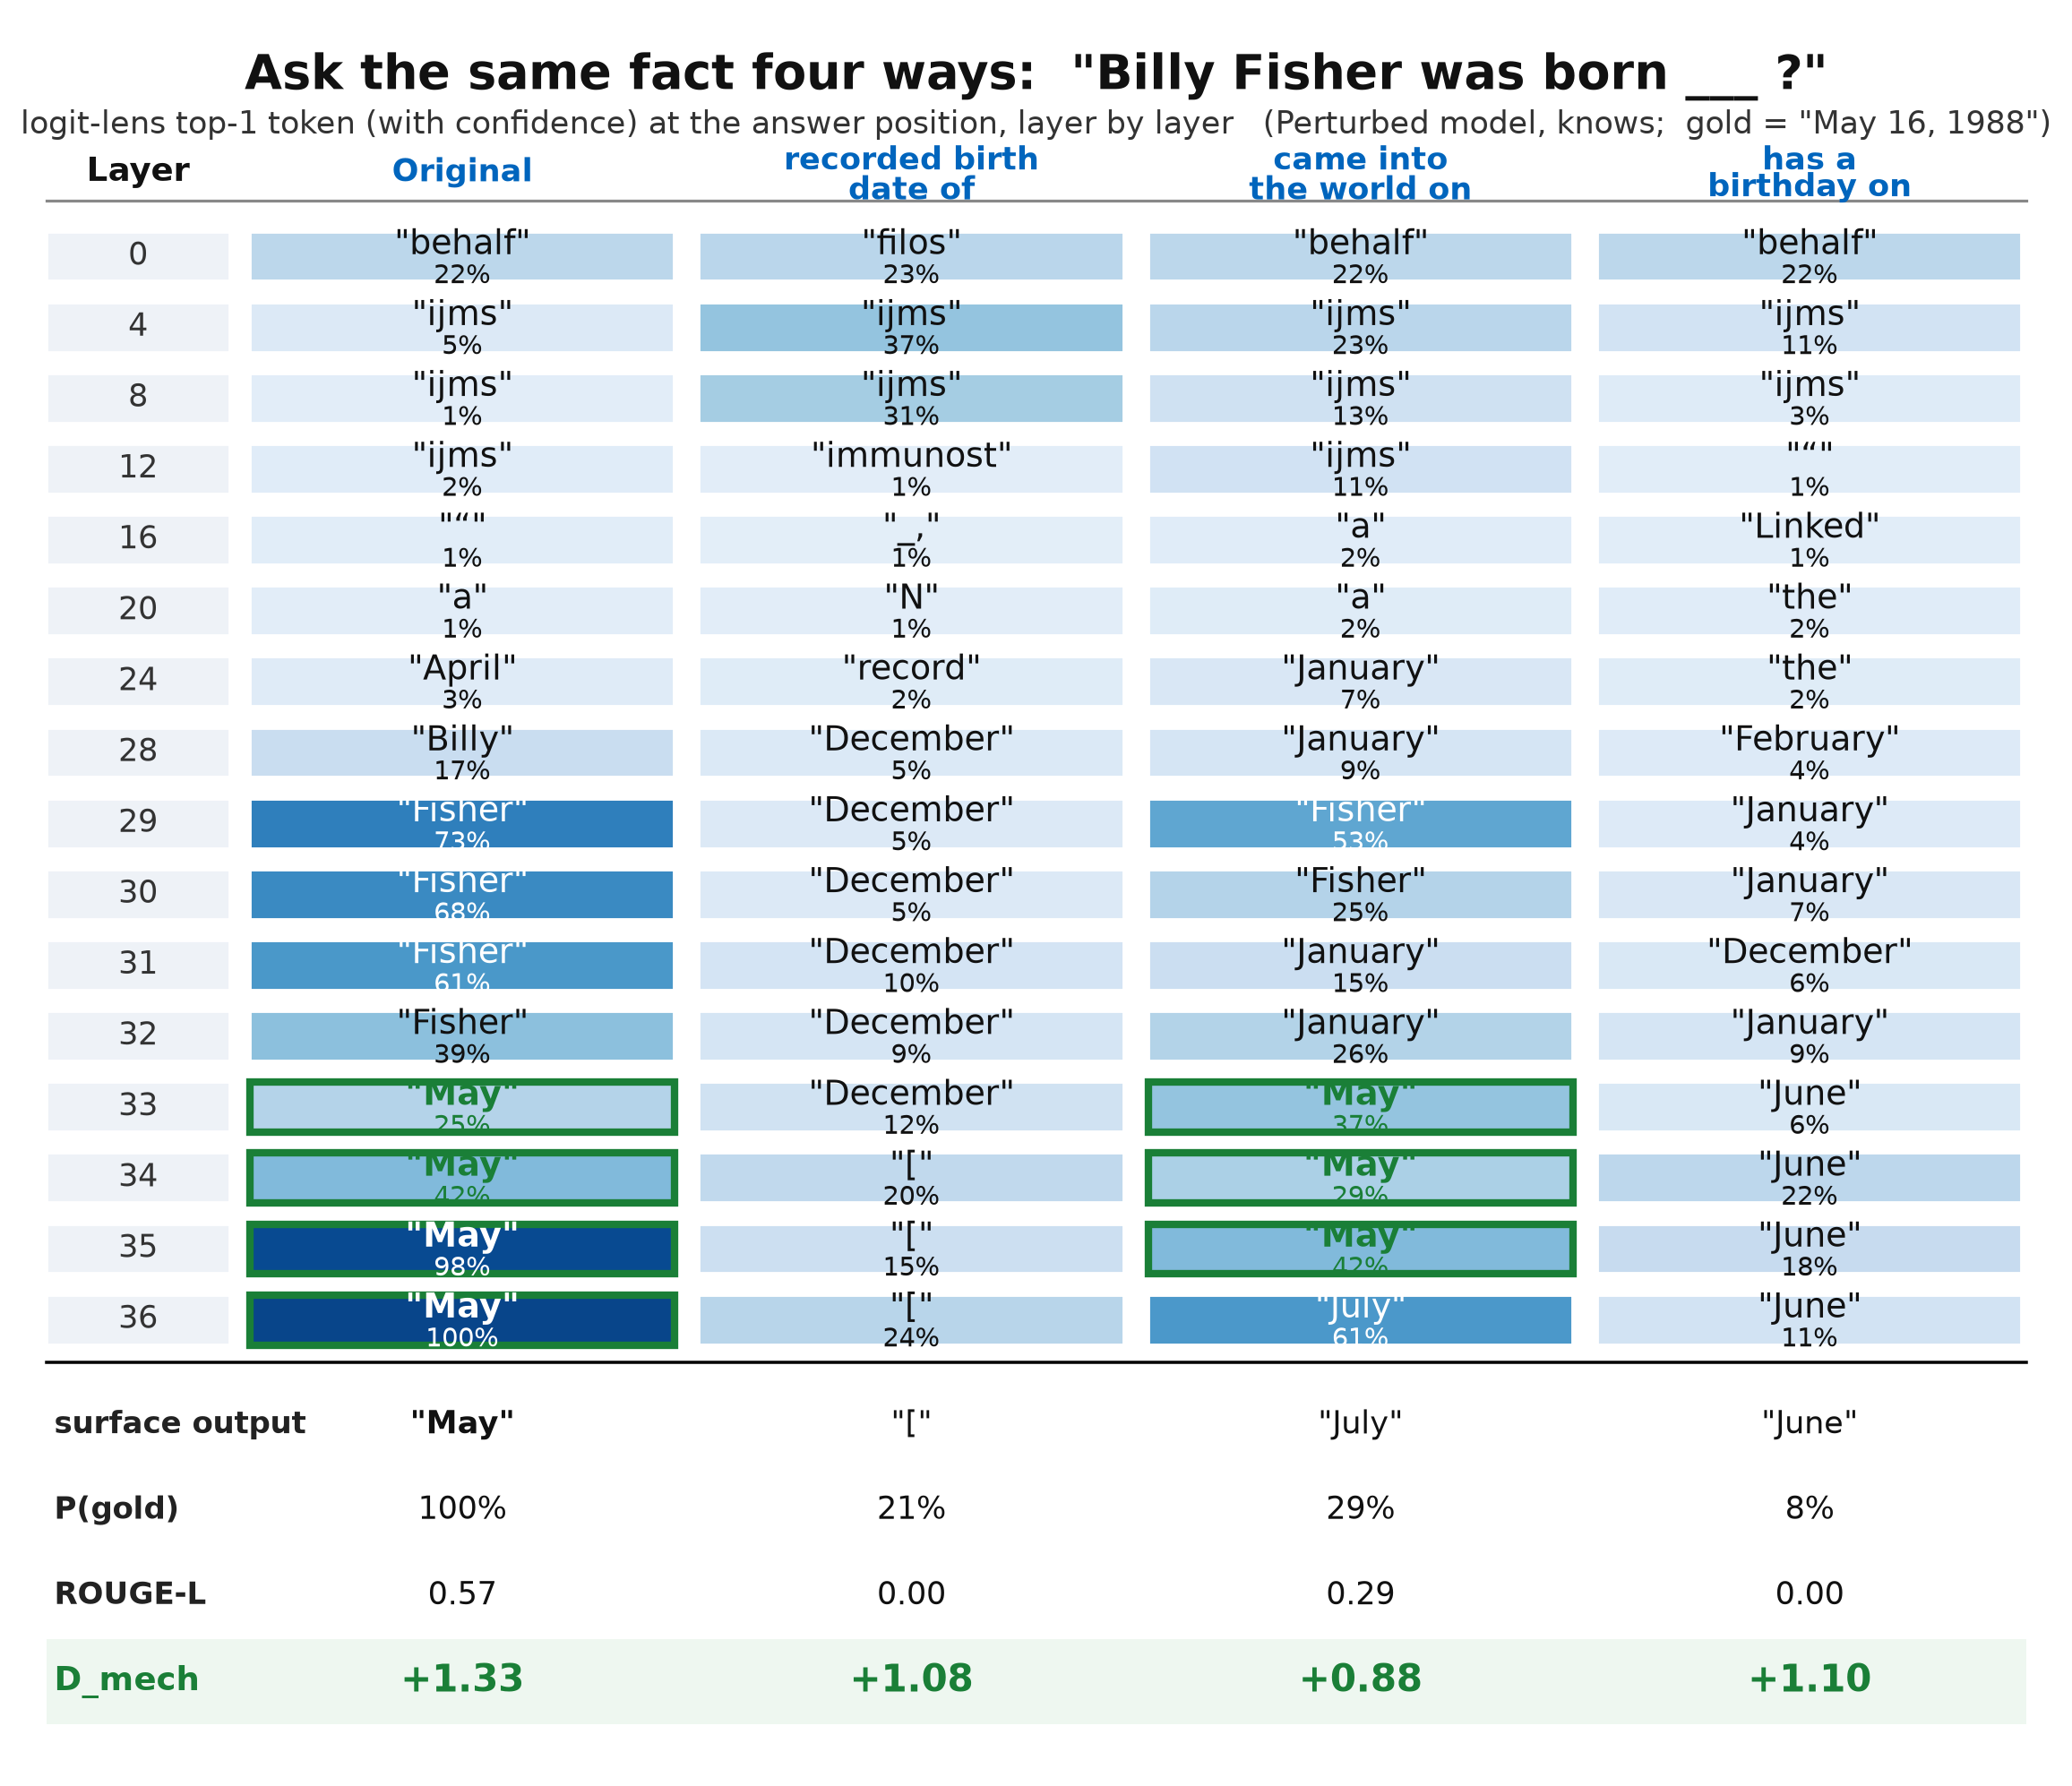 Ask the same fact four ways:  "Billy Fisher was born ___ ?"
logit-lens top-1 token (with confidence) at the answer position, layer by layer   (Perturbed model, knows;  gold = "May 16, 1988")
Layer Original recorded birth date of came into the world on has a birthday on
0 "behalf" 22% "filos" 23% "behalf" 22% "behalf" 22%
4 "ijms" 5% "ijms" 37% "ijms" 23% "ijms" 11%
8 "ijms" 1% "ijms" 31% "ijms" 13% "ijms" 3%
12 "ijms" 2% "immunost" 1% "ijms" 11% "“" 1%
16 "“" 1% "_," 1% "a" 2% "Linked" 1%
20 "a" 1% "N" 1% "a" 2% "the" 2%
24 "April" 3% "record" 2% "January" 7% "the" 2%
28 "Billy" 17% "December" 5% "January" 9% "February" 4%
29 "Fisher" 73% "December" 5% "Fisher" 53% "January" 4%
30 "Fisher" 68% "December" 5% "Fisher" 25% "January" 7%
31 "Fisher" 61% "December" 10% "January" 15% "December" 6%
32 "Fisher" 39% "December" 9% "January" 26% "January" 9%
33 "May" 25% "December" 12% "May" 37% "June" 6%
34 "May" 42% "[" 20% "May" 29% "June" 22%
35 "May" 98% "[" 15% "May" 42% "June" 18%
36 "May" 100% "[" 24% "July" 61% "June" 11%
surface output "May" "[" "July" "June"
P(gold) 100% 21% 29% 8%
ROUGE-L 0.57 0.00 0.29 0.00
D_mech +1.33 +1.08 +0.88 +1.10